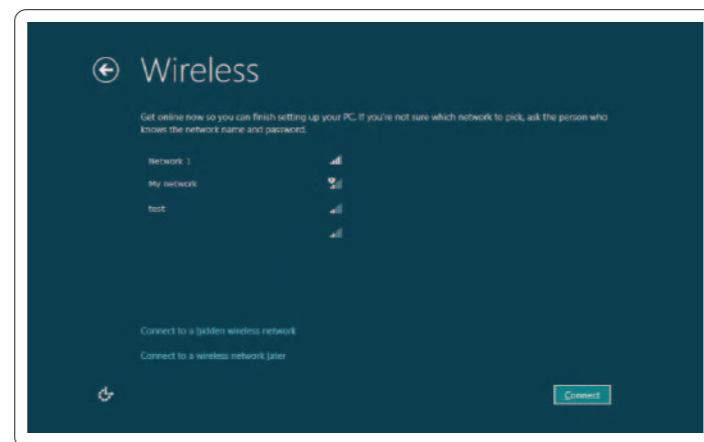 Wireless
Get online now so you can finish setting up your PC. If you're not sure which network to pick, ask the person who
knows the network name and password.
Network 1
My network
test
Connect to a hidden wireless network
Connect to a wireless network later
Connect